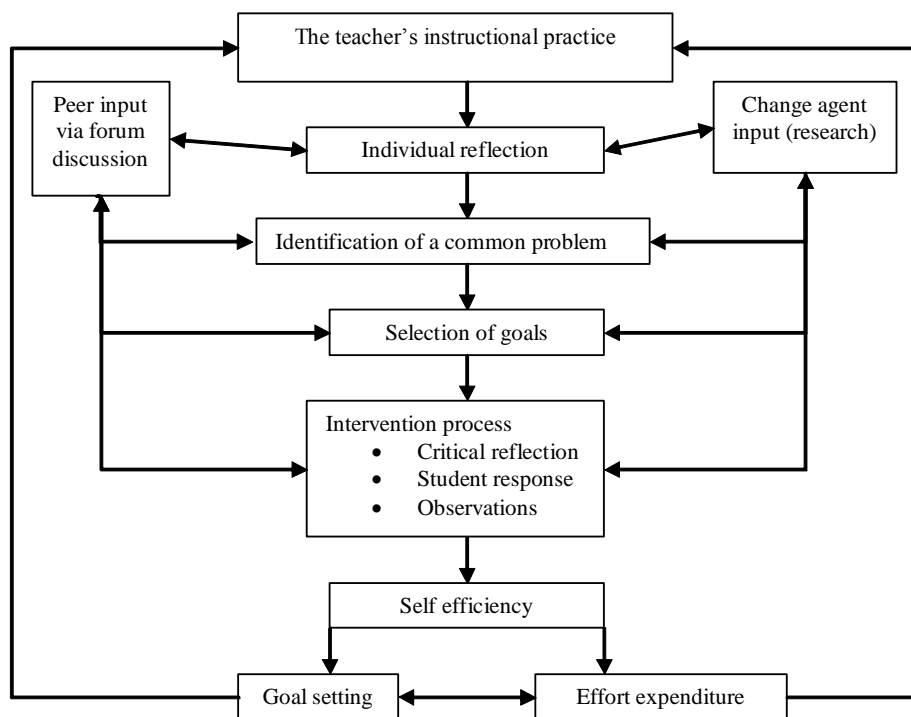 The teacher’s instructional practice
Peer input
via forum
discussion
Change agent
input (research)
Individual reflection
Identification of a common problem
Selection of goals
Intervention process
• Critical reflection
• Student response
• Observations
Self efficiency
Goal setting
Effort expenditure